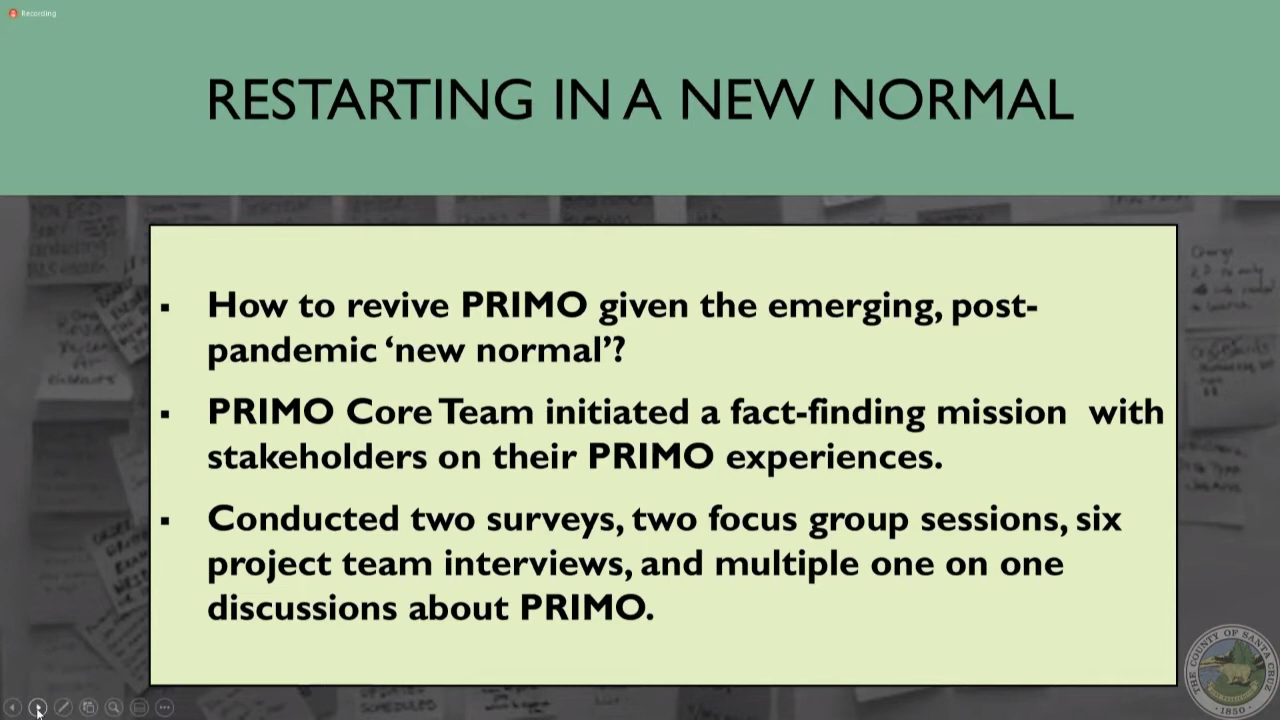 Recording
RESTARTING IN A NEW NORMAL
▪ How to revive PRIMO given the emerging, post-
pandemic ‘new normal’?
▪ PRIMO Core Team initiated a fact-finding mission with
stakeholders on their PRIMO experiences.
▪ Conducted two surveys, two focus group sessions, six
project team interviews, and multiple one on one
discussions about PRIMO.
THE COUNTY OF SANTA CRUZ
1850
SCHEDULES